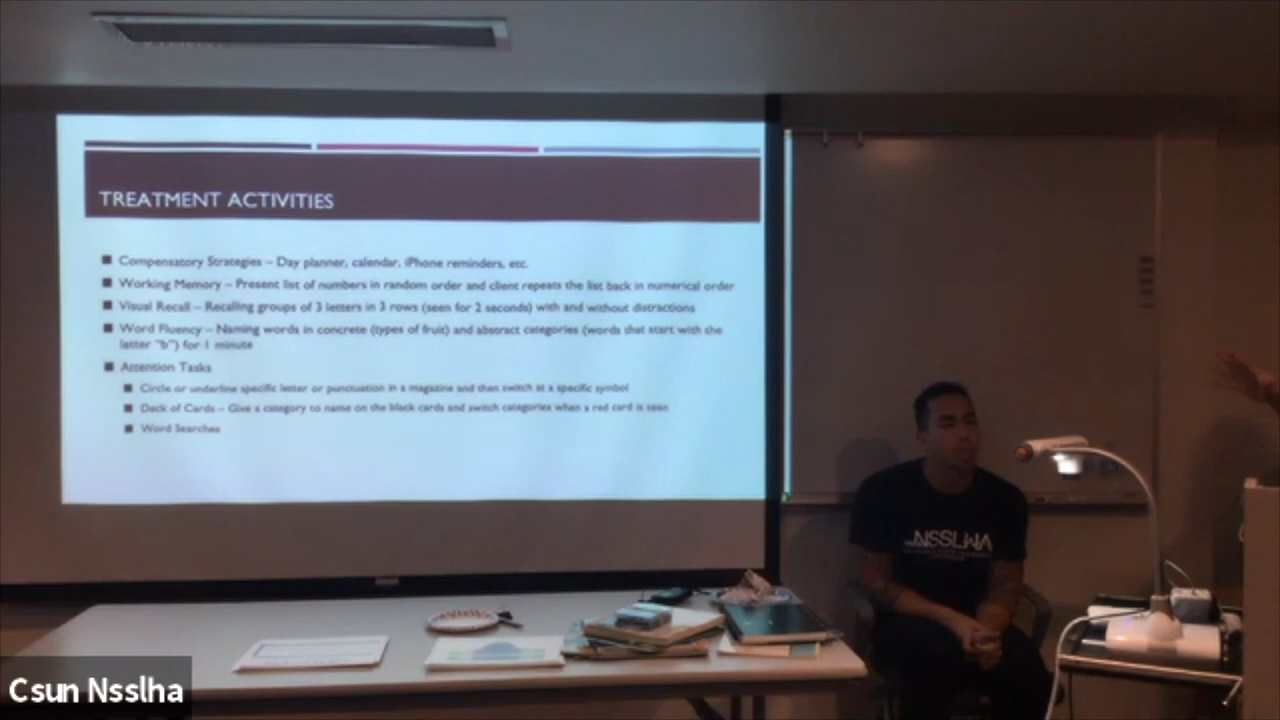 TREATMENT ACTIVITIES
Compensatory Strategies – Day planner, calendar, iPhone reminders, etc.
Working Memory – Present list of numbers in random order and client repeats the list back in numerical order
Visual Recall – Recalling groups of 3 letters in 3 rows (seen for 2 seconds) with and without distractions
Word Fluency – Naming words in concrete (types of fruit) and abstract categories (words that start with the
letter "b") for 1 minute
Attention Tasks
Circle or underline specific letter or punctuation in a magazine and then switch at a specific symbol
Deck of Cards – Give a category to name on the black cards and switch categories when a red card is seen
Word Searches
NSSLHA
Csun Nsslha